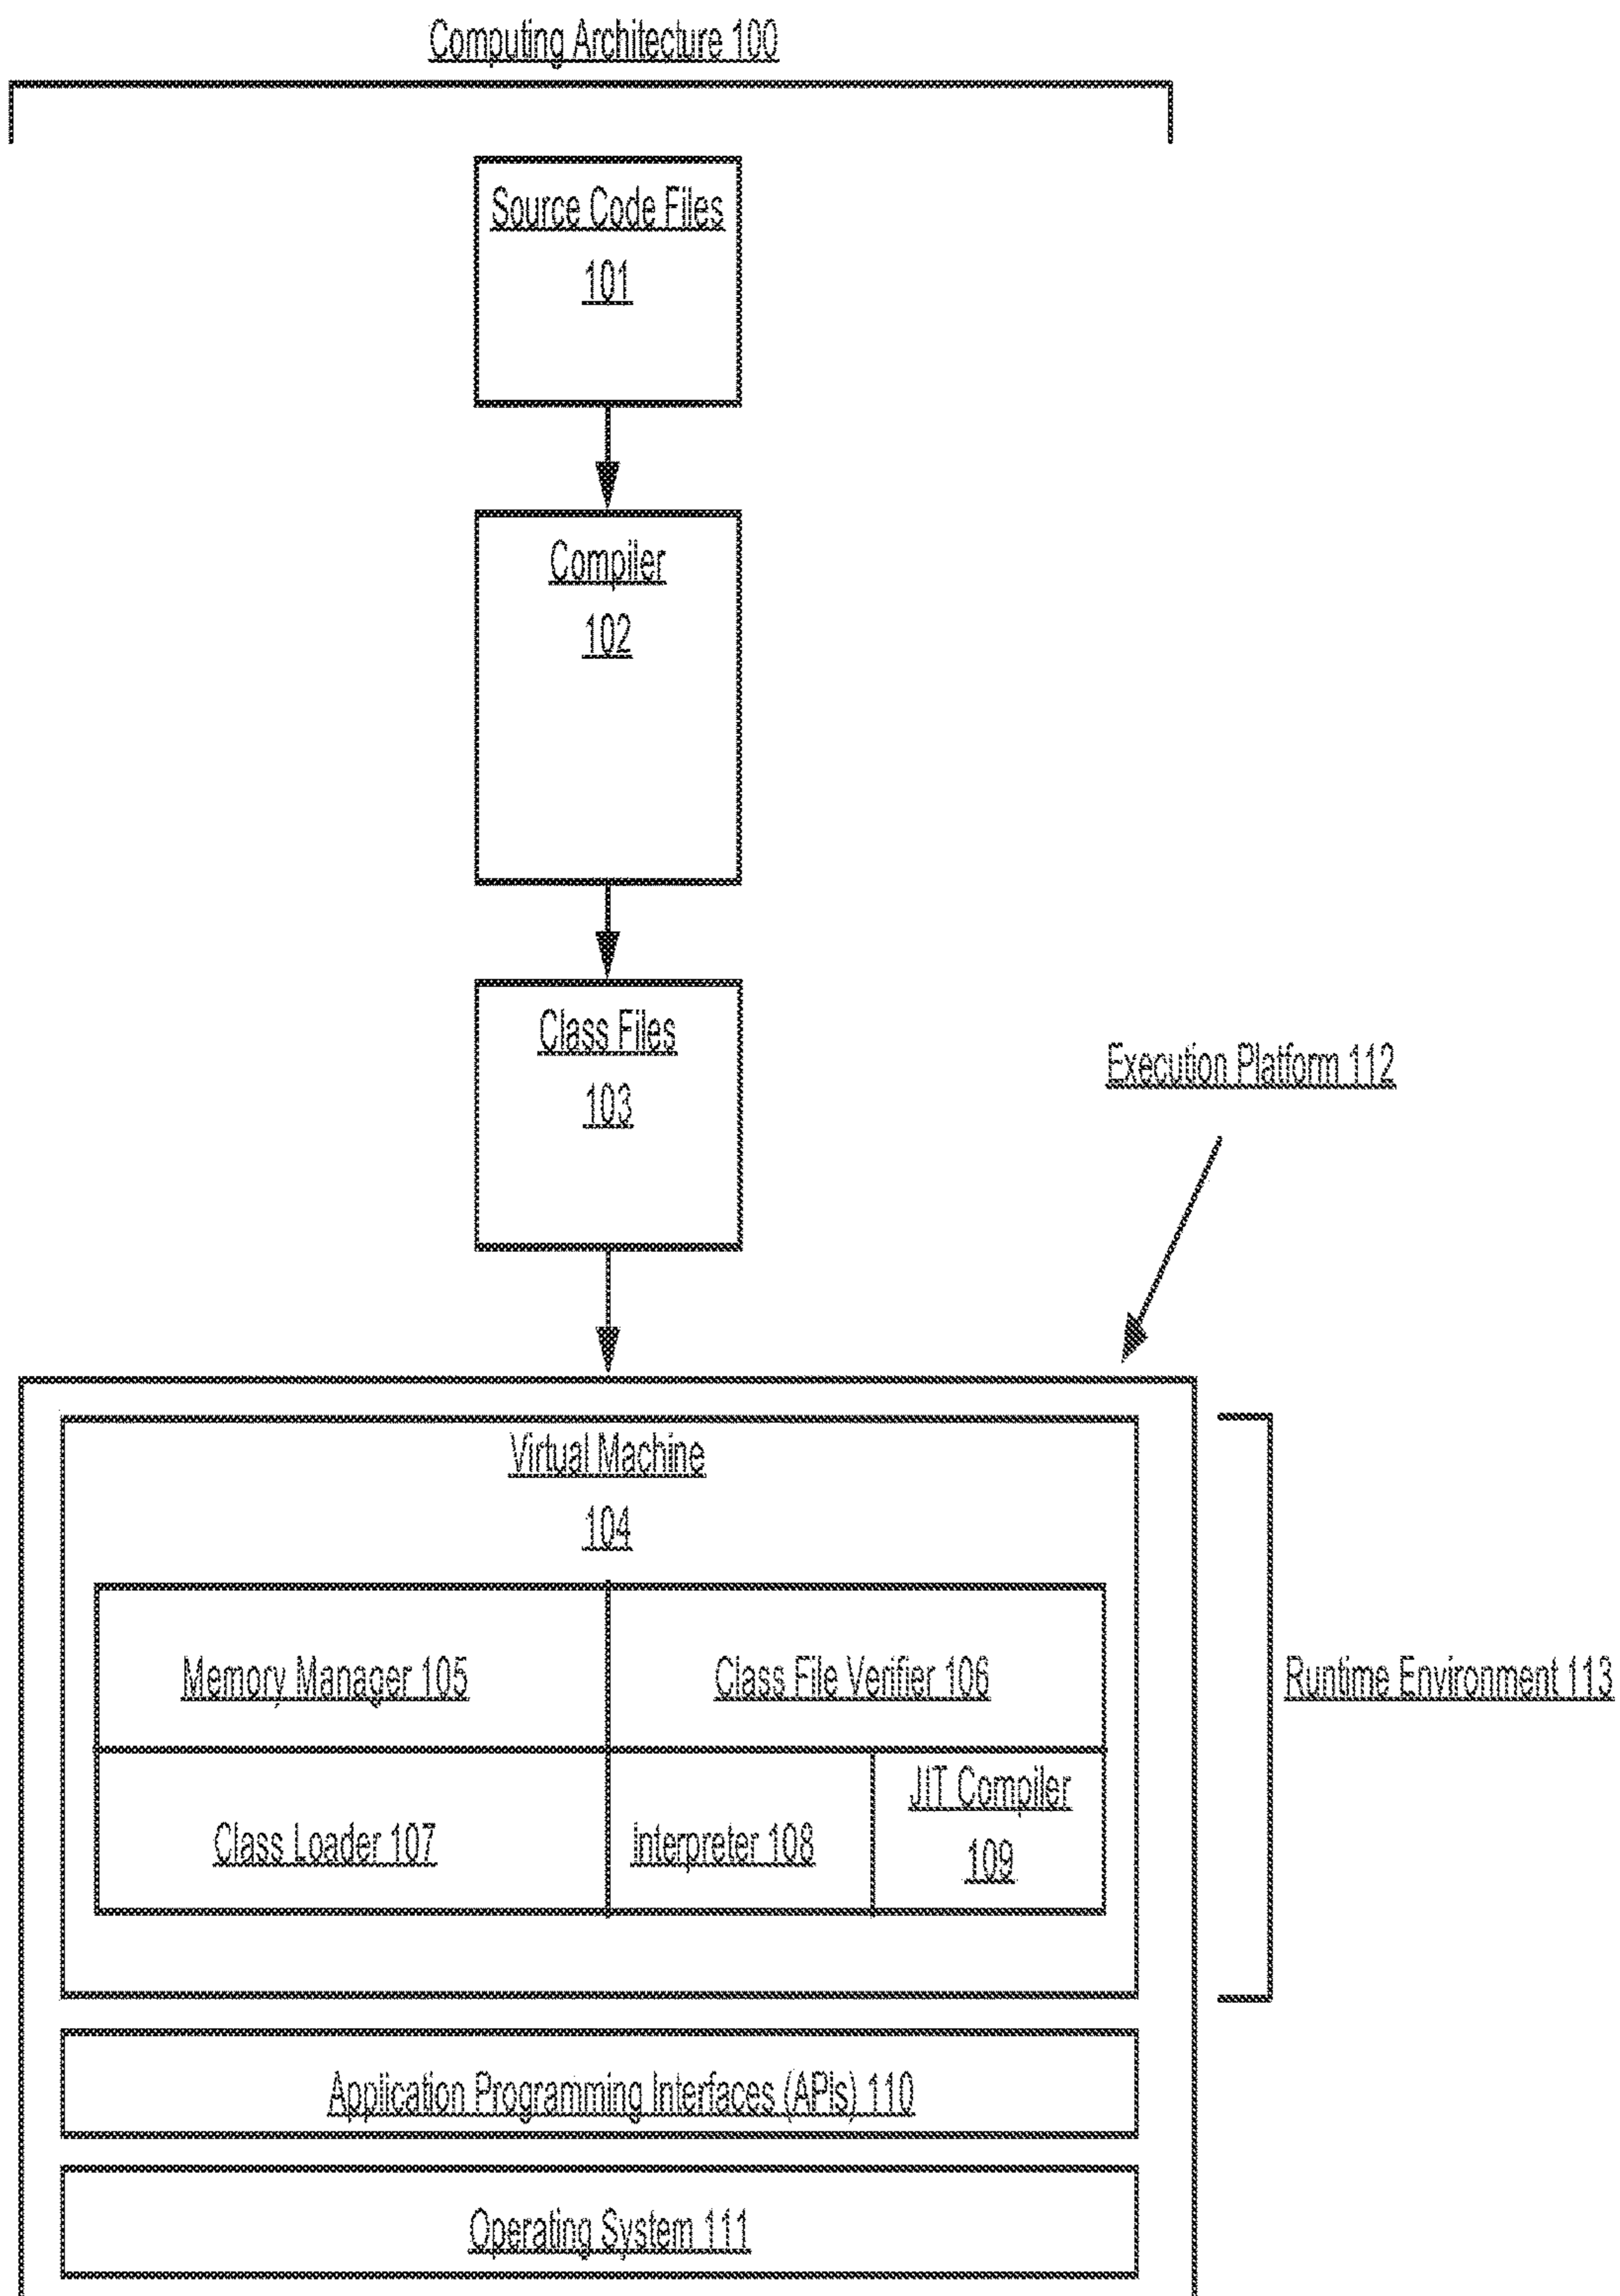 Computing Architecture 100
Source Code Files
101
Compiler
102
Class Files
103
Execution Platform 112
Virtual Machine
104
Memory Manager 105
Class File Verifier 106
Runtime Environment 113
Class Loader 107
Interpreter 108
JIT Compiler
109
Application Programming Interfaces (APIs) 110
Operating System 111